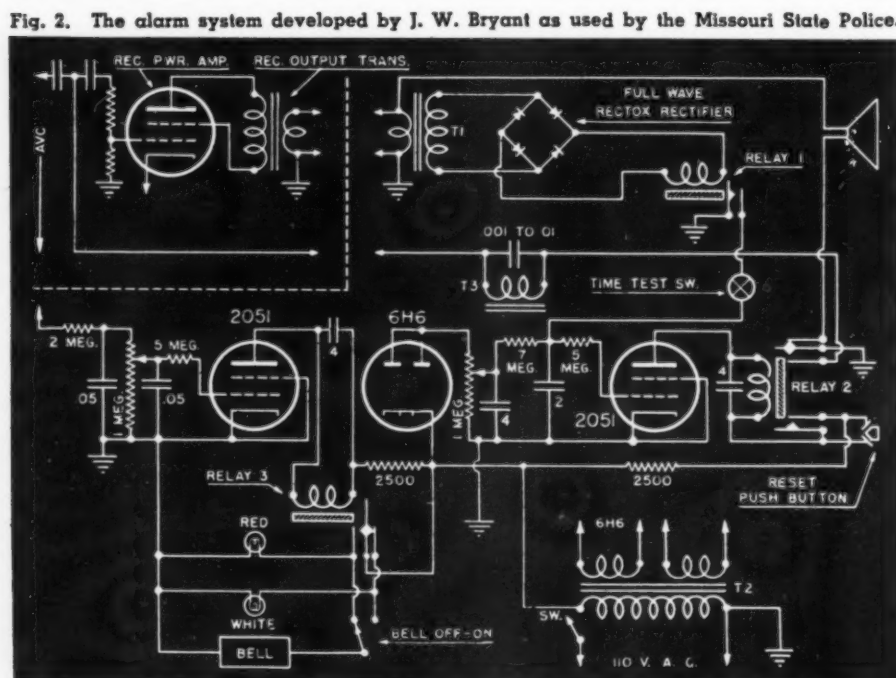 Fig. 2. The alarm system developed by J. W. Bryant as used by the Missouri State Police.
REC. PWR. AMP.
REC. OUTPUT TRANS.
FULL WAVE
RECTOX RECTIFIER
T1
AVC
RELAY 1
.001 TO .01
T3
TIME TEST SW.
2051
6H6
2 MEG.
5 MEG.
4
7
MEG.
5
MEG.
4
RELAY 2
.05
1 MEG.
.05
1 MEG.
4
2
2051
RELAY 3
2500
2500
RESET
PUSH BUTTON
RED
6H6
T2
WHITE
SW.
BELL OFF-ON
BELL
110 V. A. C.